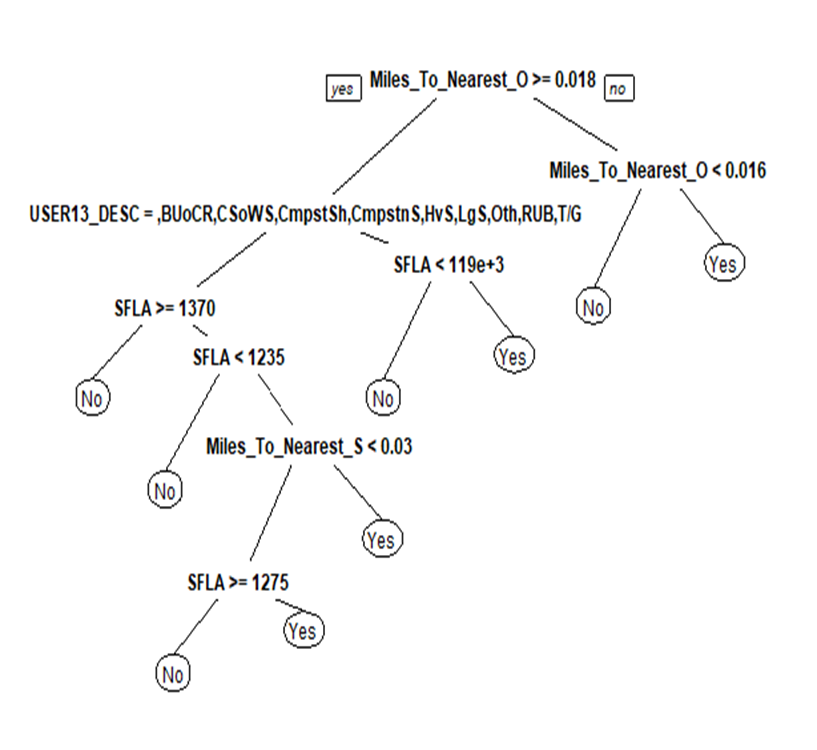 yes Miles_To_Nearest_O >= 0.018 no
Miles_To_Nearest_O < 0.016
USER13_DESC = ,BUoCR,CSoWS,CmpstSh,CmpstnS,HvS,LgS,Oth,RUB,T/G
SFLA < 119e+3
Yes
No
SFLA >= 1370
SFLA < 1235
Yes
No
No
Miles_To_Nearest_S < 0.03
No
Yes
SFLA >= 1275
Yes
No